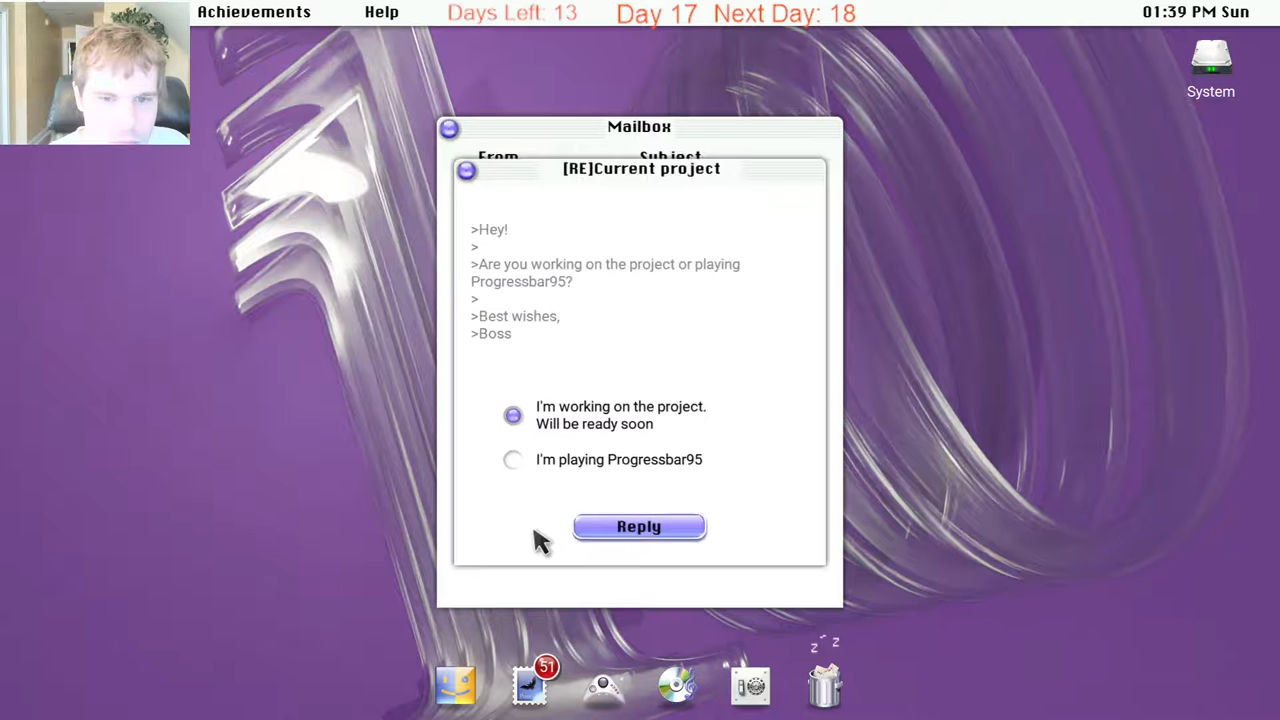 Achievements Help Days Left: 13 Day 17 Next Day: 18 01:39 PM Sun
System
Mailbox
From Subject
[RE]Current project
>Hey!
>
>Are you working on the project or playing
Progressbar95?
>
>Best wishes,
>Boss
I'm working on the project.
Will be ready soon
I'm playing Progressbar95
Reply
51
z z z